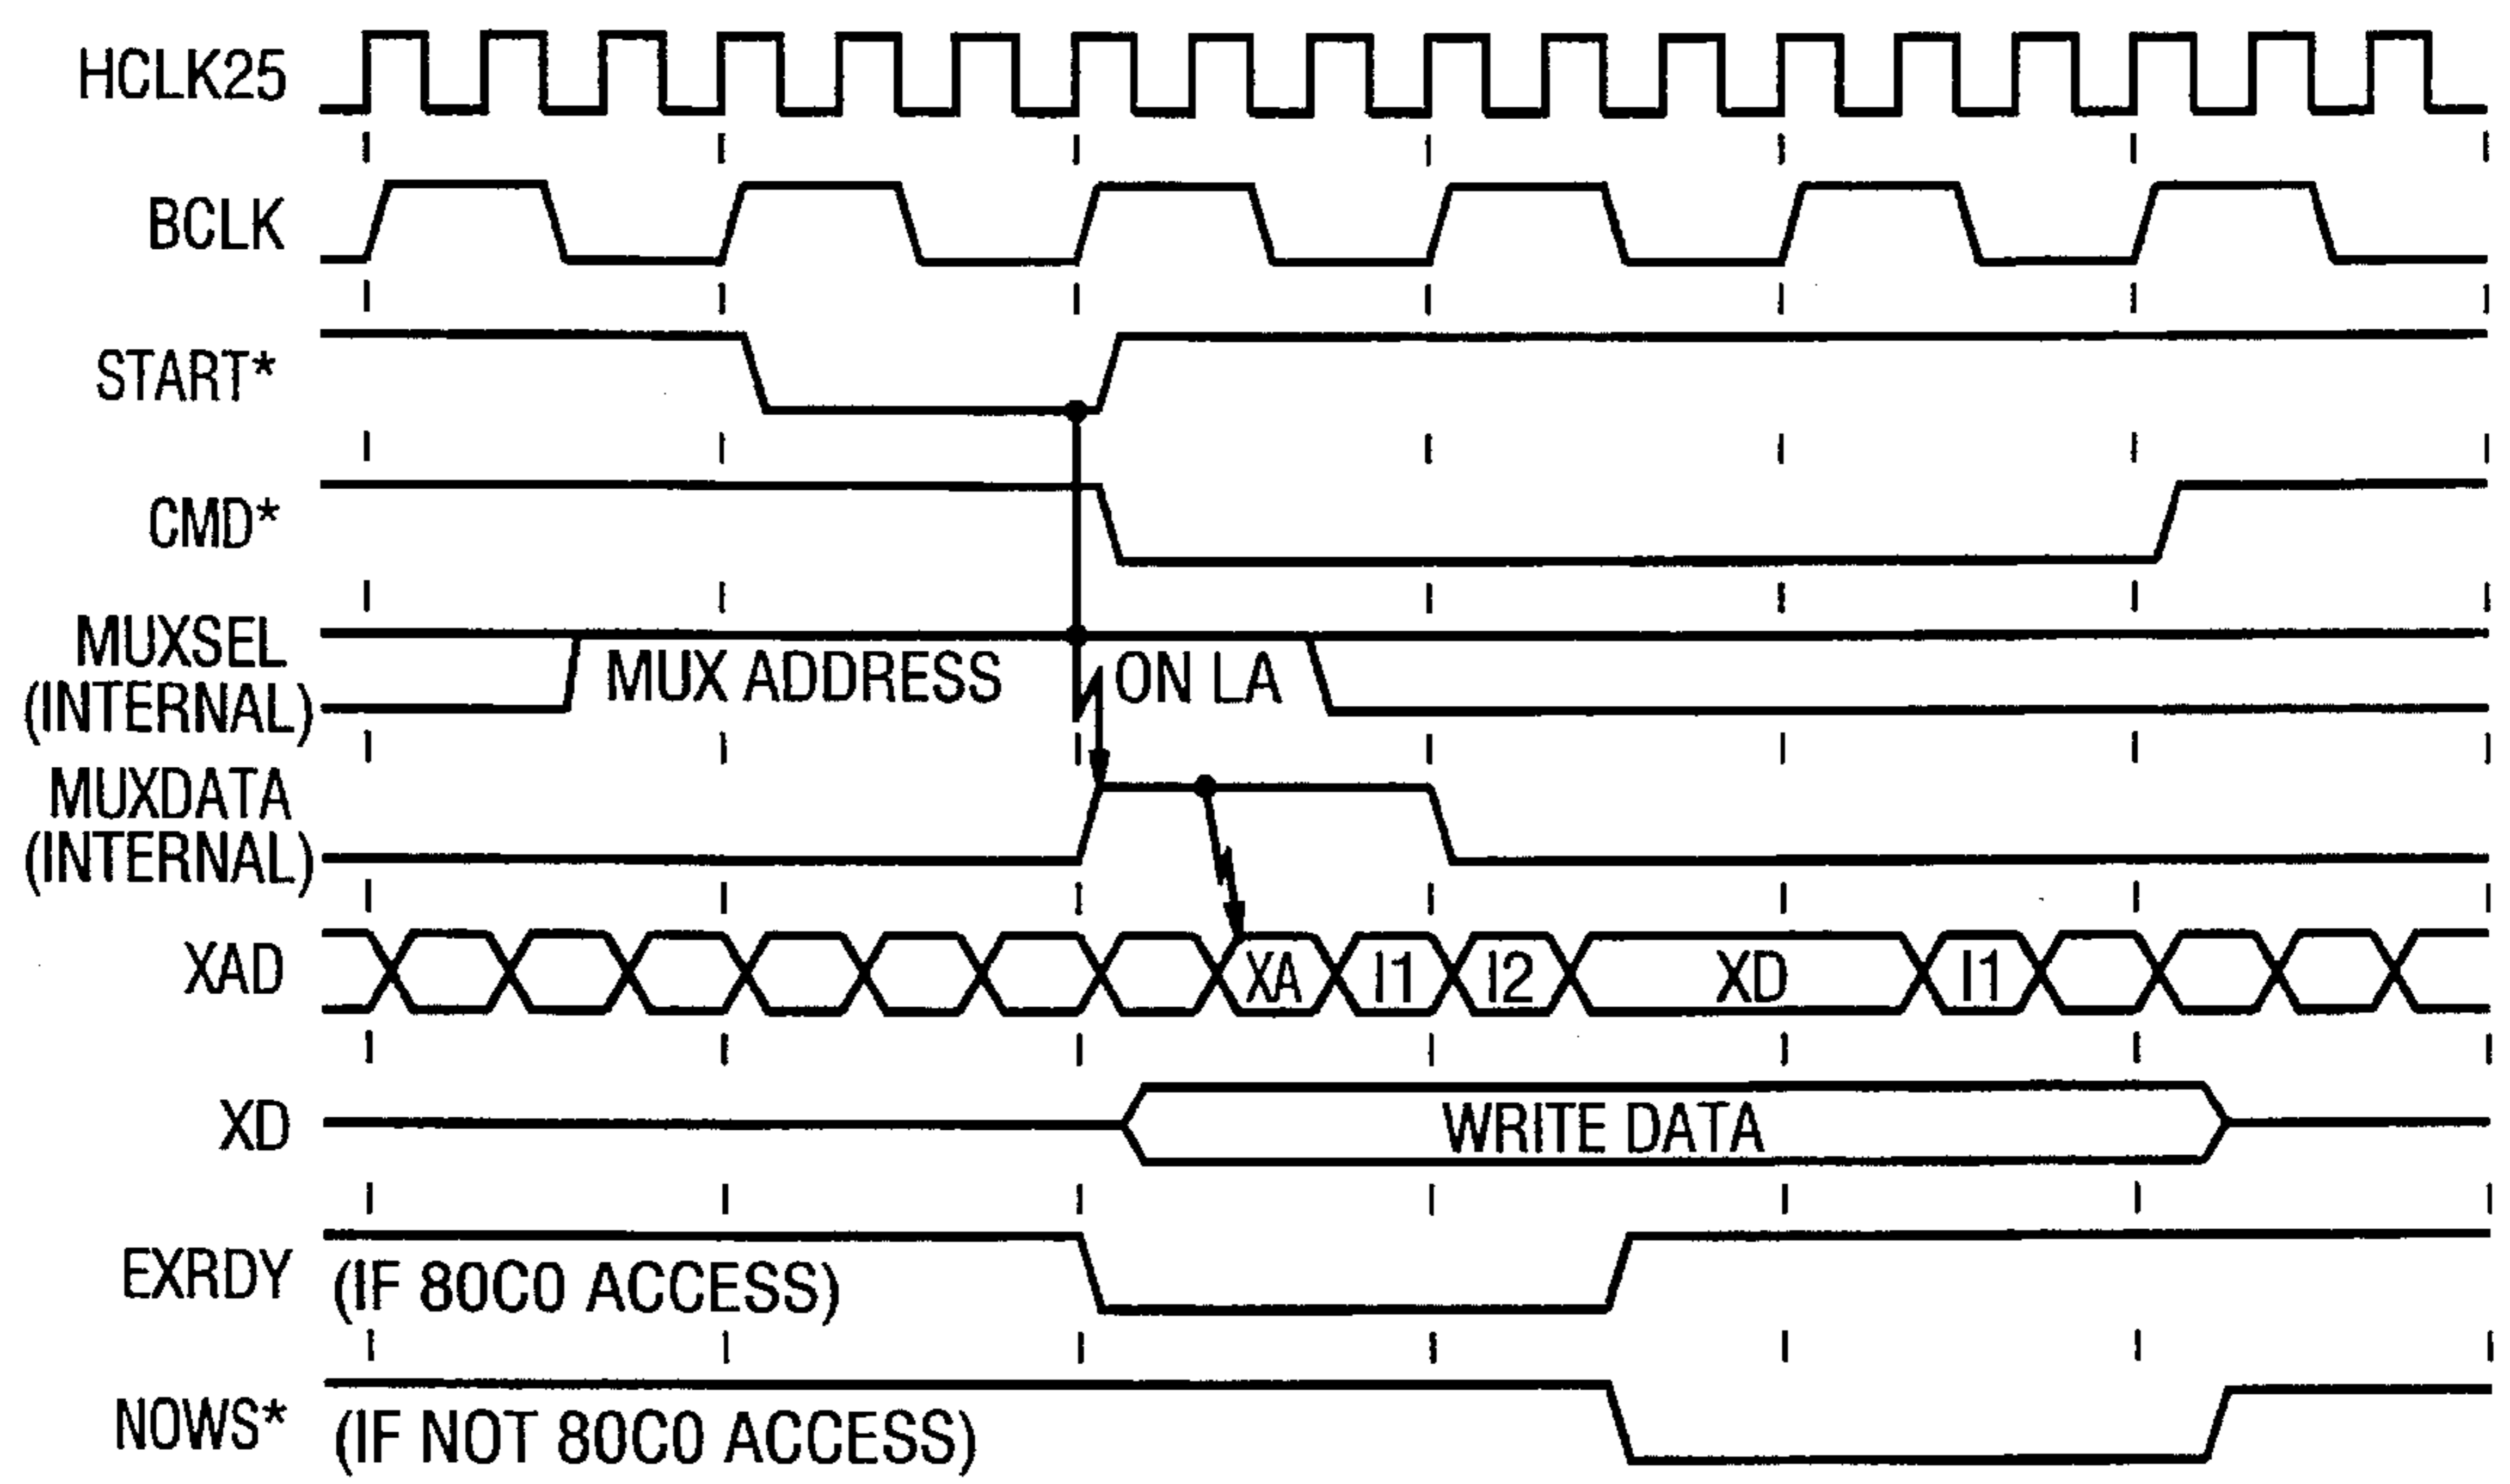 HCLK25
BCLK
START*
CMD*
MUXSEL
(INTERNAL)
MUX ADDRESS ON LA
MUXDATA
(INTERNAL)
XAD
XA I1 I2 XD I1
XD
WRITE DATA
EXRDY
(IF 80C0 ACCESS)
NOWS*
(IF NOT 80C0 ACCESS)